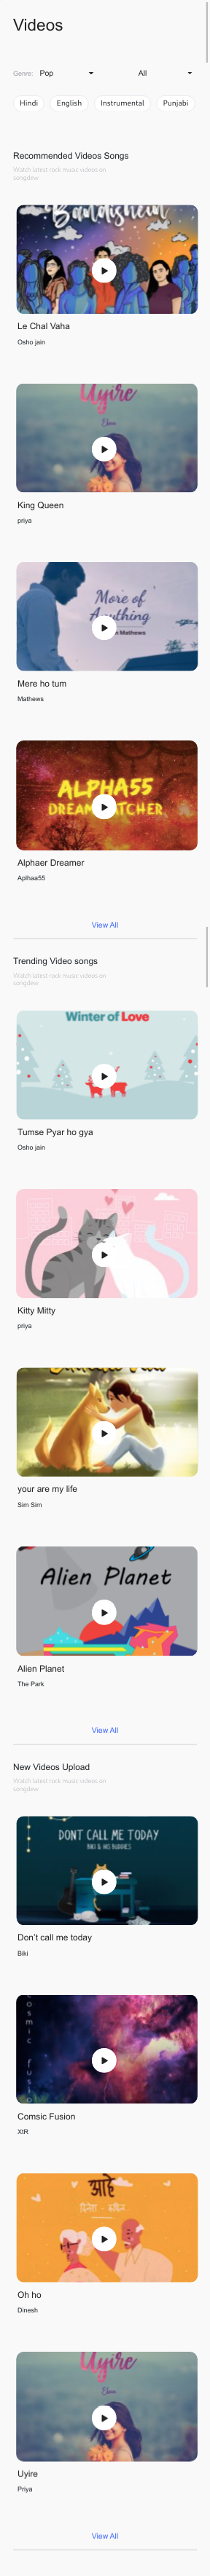 Videos
Genre: Pop All
Hindi English Instrumental Punjabi
Recommended Videos Songs
Watch latest rock music videos on
songdew
Bandishein
Le Chal Vaha
Osho jain
Uyire
King Queen
priya
More of
Anything
Mathews
Mere ho tum
Mathews
ALPHA55
Alphaer Dreamer
Aplhaa55
View All
Trending Video songs
Watch latest rock music videos on
songdew
Winter of Love
Tumse Pyar ho gya
Osho jain
Kitty Mitty
priya
your are my life
Sim Sim
Alien Planet
Alien Planet
The Park
View All
New Videos Upload
Watch latest rock music videos on
songdew
DON'T CALL ME TODAY
BIKI & HIS BUDDIES
Don't call me today
Biki
cosmic fusion
Comsic Fusion
XtR
आहे
Oh ho
Dinesh
Uyire
Uyire
Priya
View All